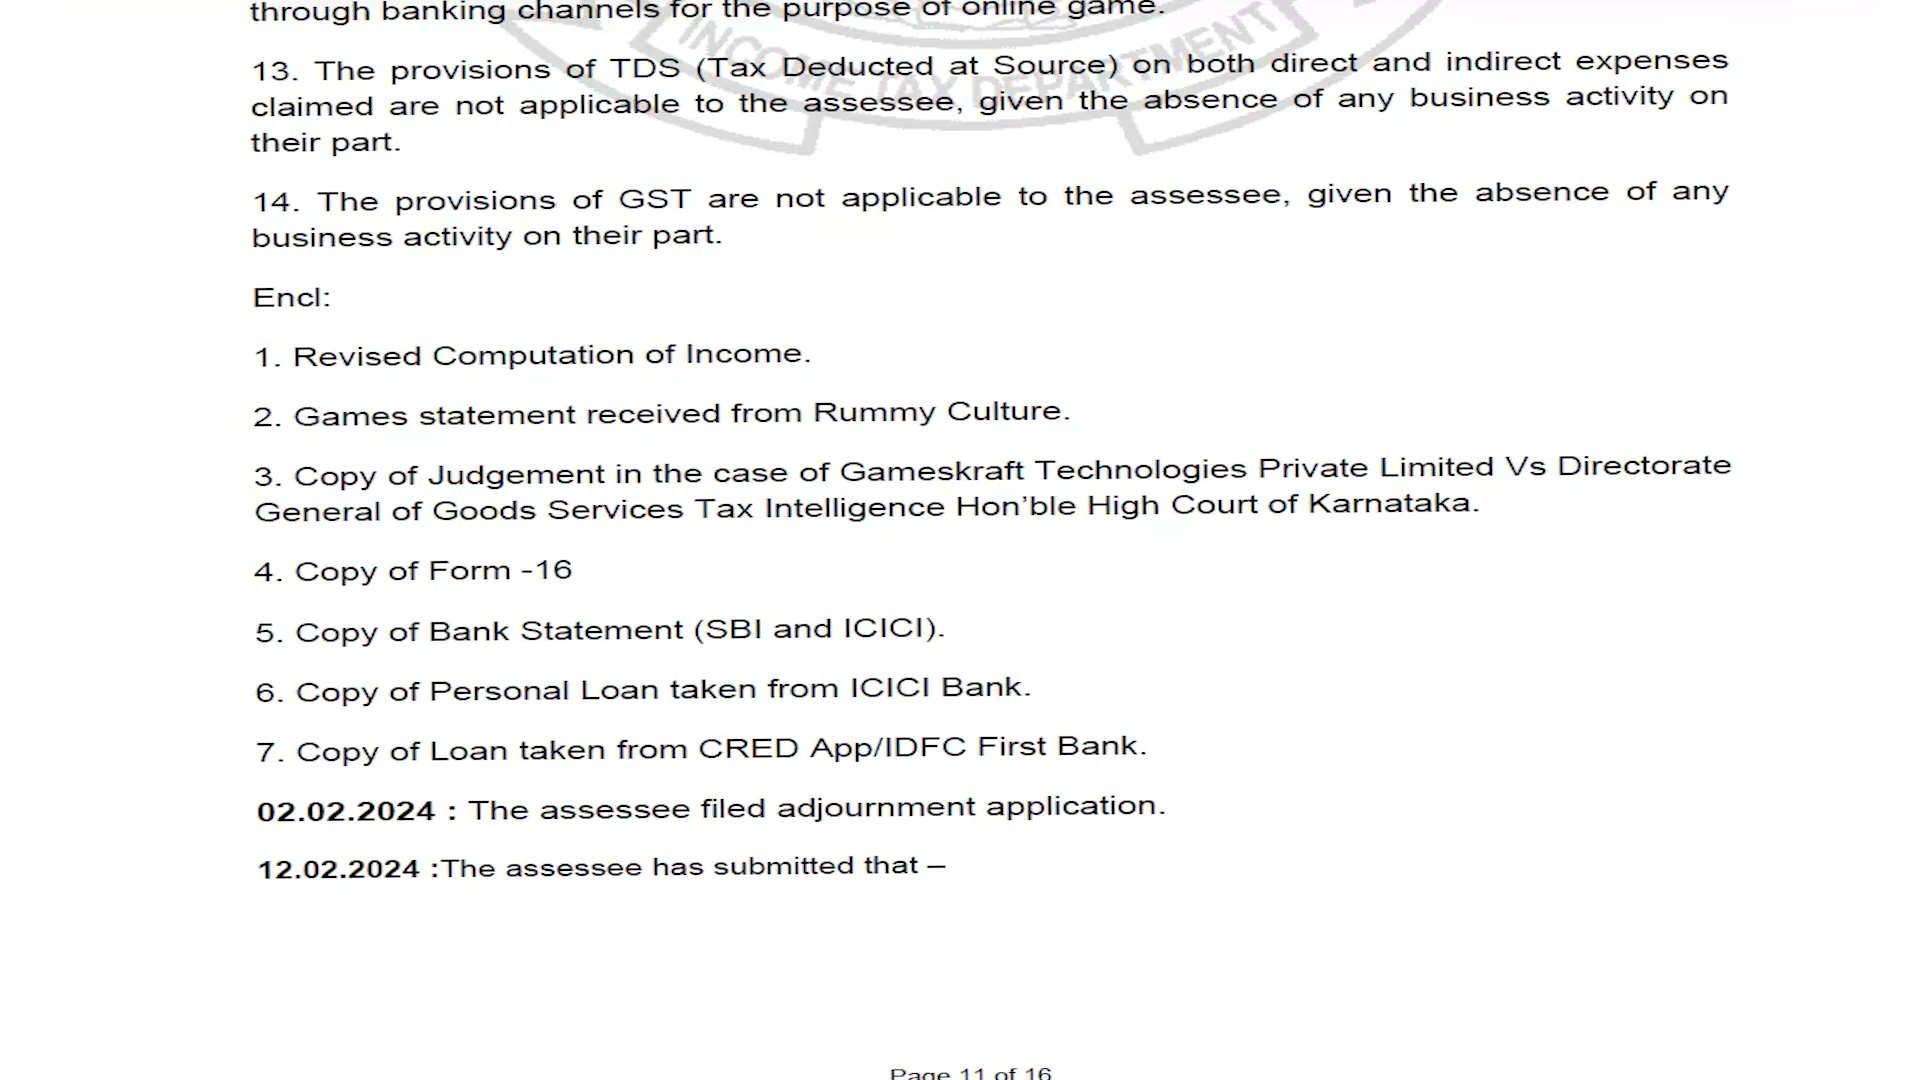 through banking channels for the purpose of online game.
INCOME TAX DEPARTMENT
13. The provisions of TDS (Tax Deducted at Source) on both direct and indirect expenses
claimed are not applicable to the assessee, given the absence of any business activity on
their part.
14. The provisions of GST are not applicable to the assessee, given the absence of any
business activity on their part.
Encl:
1. Revised Computation of Income.
2. Games statement received from Rummy Culture.
3. Copy of Judgement in the case of Gameskraft Technologies Private Limited Vs Directorate
General of Goods Services Tax Intelligence Hon’ble High Court of Karnataka.
4. Copy of Form -16
5. Copy of Bank Statement (SBI and ICICI).
6. Copy of Personal Loan taken from ICICI Bank.
7. Copy of Loan taken from CRED App/IDFC First Bank.
02.02.2024 : The assessee filed adjournment application.
12.02.2024 :The assessee has submitted that –
Page 11 of 16